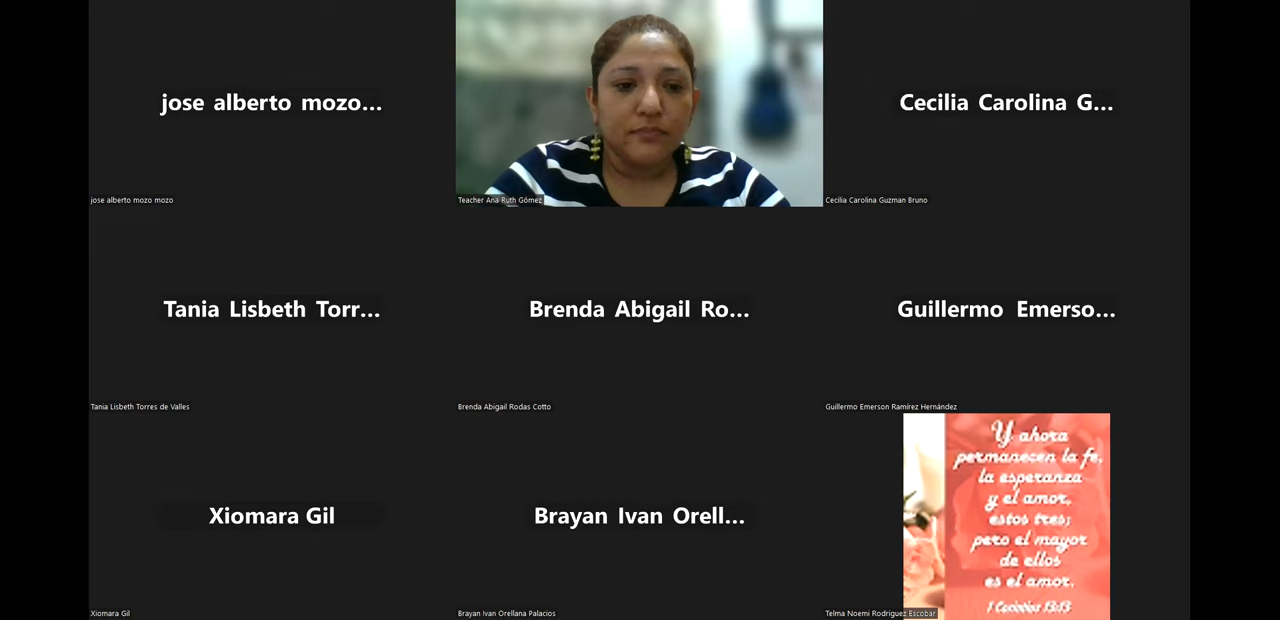 jose alberto mozo...
jose alberto mozo mozo
Teacher Ana Ruth Gómez
Cecilia Carolina G...
Cecilia Carolina Guzman Bruno
Tania Lisbeth Torr...
Tania Lisbeth Torres de Valles
Brenda Abigail Ro...
Brenda Abigail Rodas Cotto
Guillermo Emerso...
Guillermo Emerson Ramírez Hernández
Xiomara Gil
Xiomara Gil
Brayan Ivan Orell...
Brayan Ivan Orellana Palacios
Y ahora
permanecen la fe,
la esperanza
y el amor,
estos tres;
pero el mayor
de ellos
es el amor.
1 Corintios 13:13
Telma Noemi Rodriguez Escobar